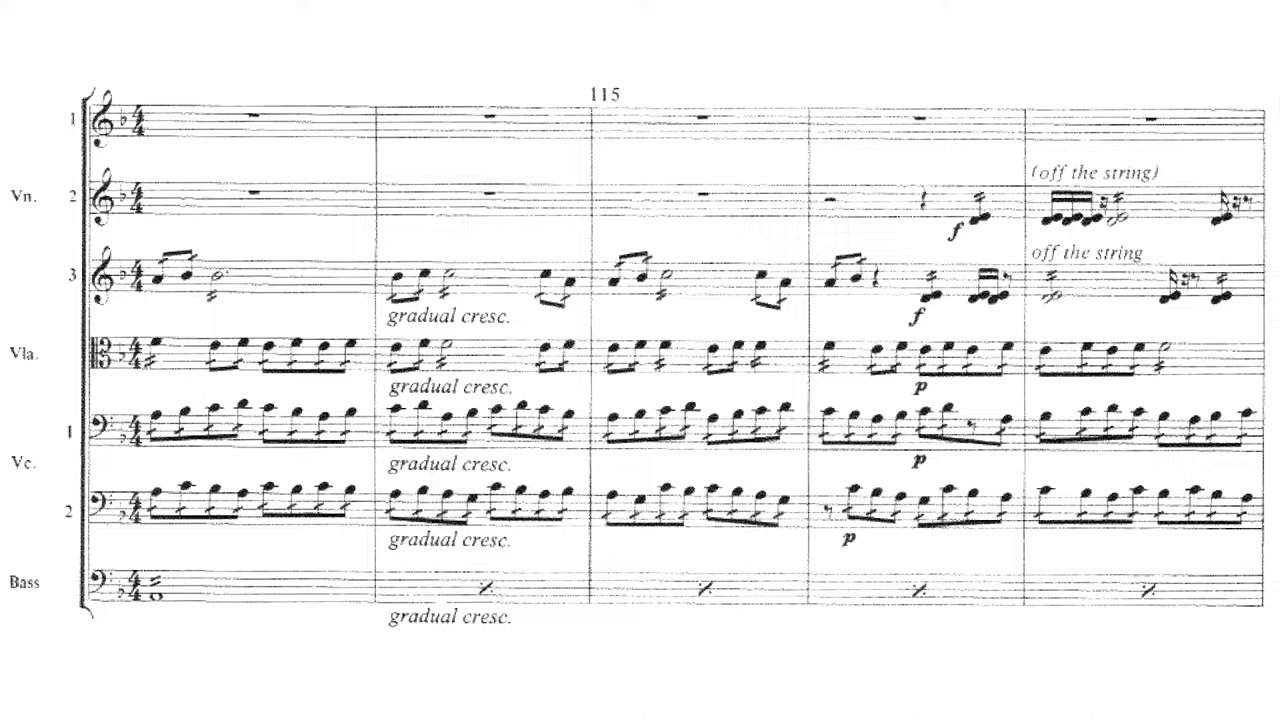 115
1
(off the string)
Vn. 2
f
off the string
3
gradual cresc.
f
Vla.
gradual cresc.
p
1
Vc.
gradual cresc.
p
2
gradual cresc.
p
Bass
gradual cresc.